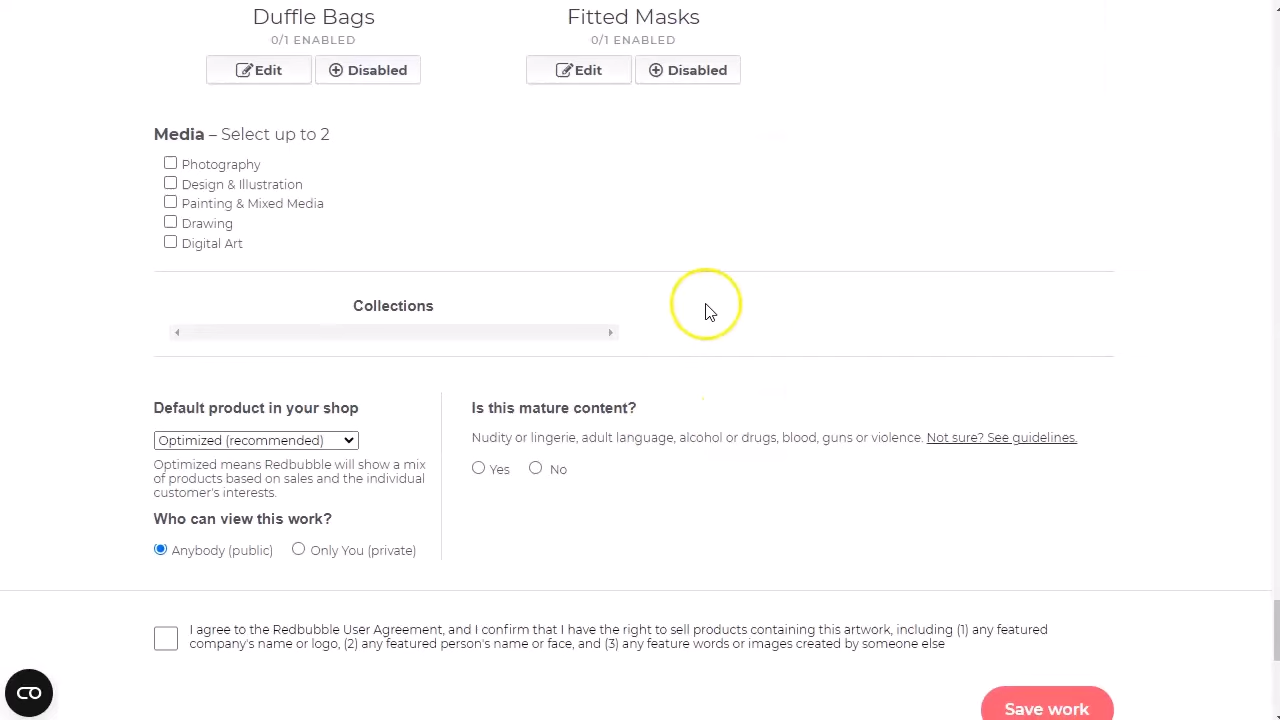 Duffle Bags
0/1 ENABLED
Edit
Disabled
Fitted Masks
0/1 ENABLED
Edit
Disabled
Media – Select up to 2
Photography
Design & Illustration
Painting & Mixed Media
Drawing
Digital Art
Collections
Default product in your shop
Optimized (recommended)
Optimized means Redbubble will show a mix
of products based on sales and the individual
customer's interests.
Who can view this work?
Anybody (public) Only You (private)
Is this mature content?
Nudity or lingerie, adult language, alcohol or drugs, blood, guns or violence. Not sure? See guidelines.
Yes No
I agree to the Redbubble User Agreement, and I confirm that I have the right to sell products containing this artwork, including (1) any featured
company's name or logo, (2) any featured person's name or face, and (3) any feature words or images created by someone else
Save work